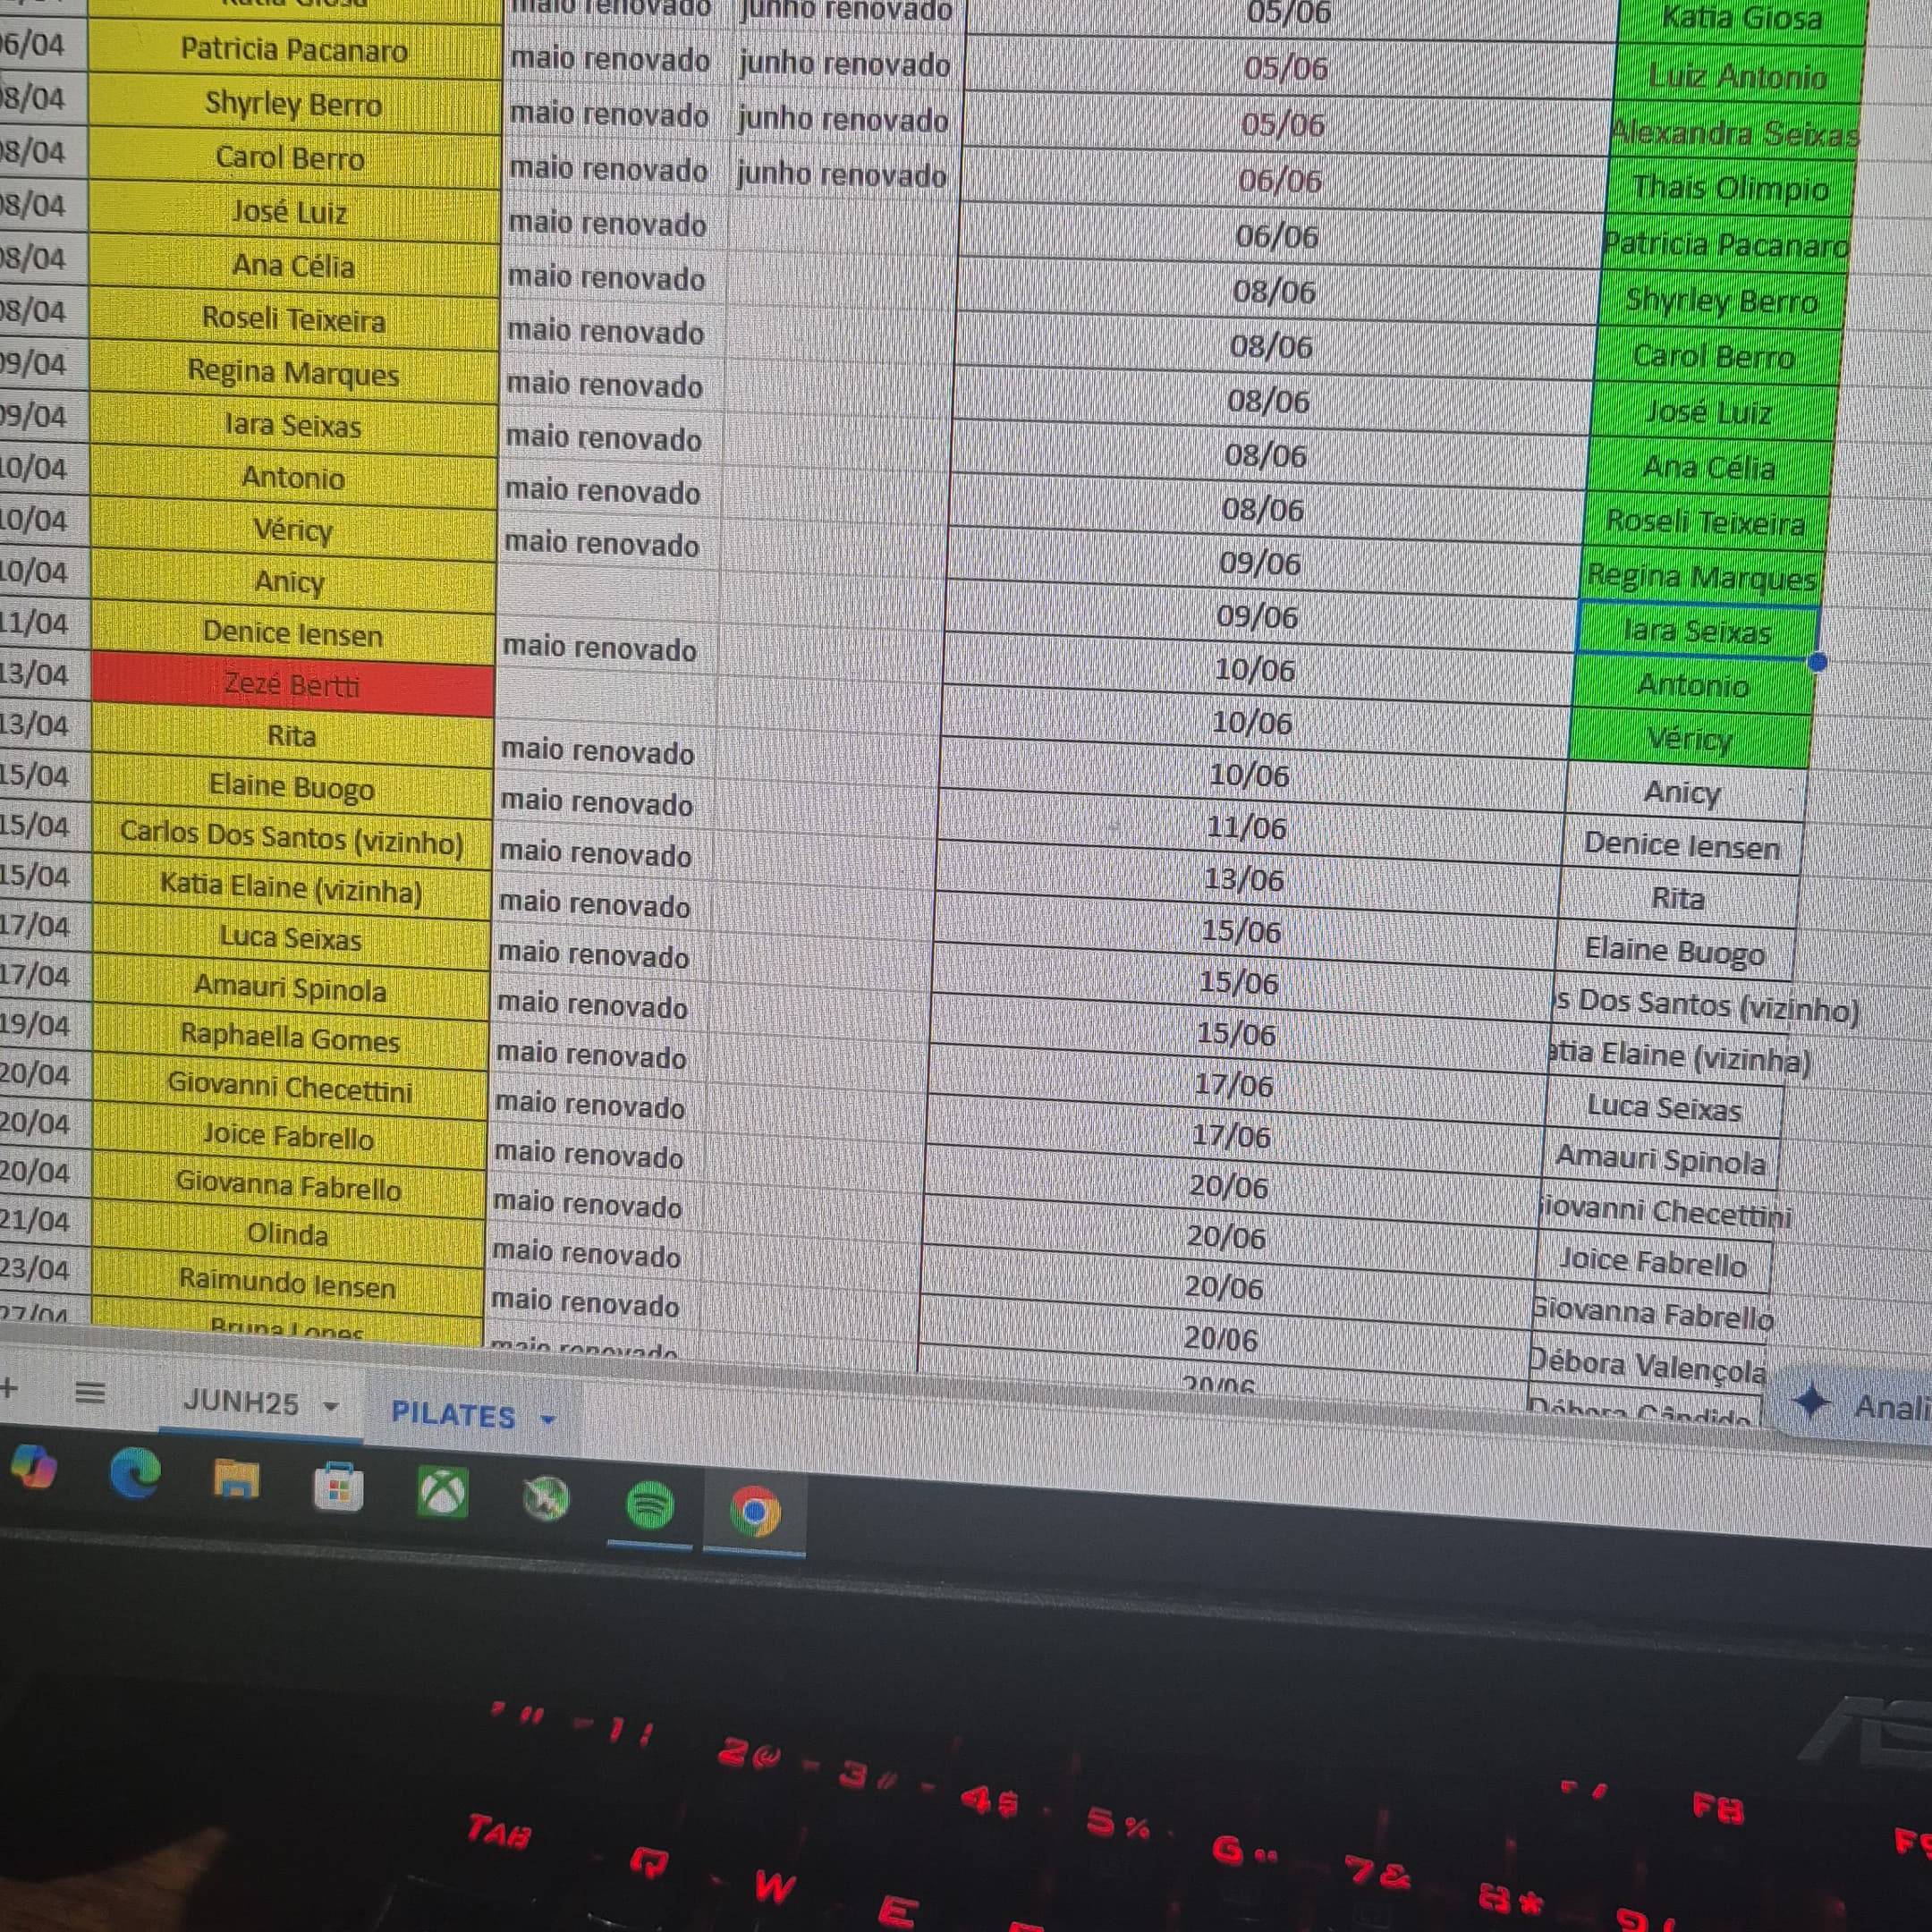 Katia Giosa maio renovado junho renovado 05/06 Katia Giosa
06/04 Patricia Pacanaro maio renovado junho renovado 05/06 Luiz Antonio
08/04 Shyrley Berro maio renovado junho renovado 05/06 Alexandra Seixas
08/04 Carol Berro maio renovado junho renovado 06/06 Thais Olimpio
08/04 José Luiz maio renovado 06/06 Patricia Pacanaro
08/04 Ana Célia maio renovado 08/06 Shyrley Berro
08/04 Roseli Teixeira maio renovado 08/06 Carol Berro
09/04 Regina Marques maio renovado 08/06 José Luiz
09/04 Iara Seixas maio renovado 08/06 Ana Célia
10/04 Antonio maio renovado 08/06 Roseli Teixeira
10/04 Véricy maio renovado 09/06 Regina Marques
10/04 Anicy 09/06 Iara Seixas
11/04 Denice Iensen maio renovado 10/06 Antonio
13/04 Zezé Bertti 10/06 Véricy
13/04 Rita maio renovado 10/06 Anicy
15/04 Elaine Buogo maio renovado 11/06 Denice Iensen
15/04 Carlos Dos Santos (vizinho) maio renovado 13/06 Rita
15/04 Katia Elaine (vizinha) maio renovado 15/06 Elaine Buogo
17/04 Luca Seixas maio renovado 15/06 s Dos Santos (vizinho)
17/04 Amauri Spinola maio renovado 15/06 atia Elaine (vizinha)
19/04 Raphaella Gomes maio renovado 17/06 Luca Seixas
20/04 Giovanni Checettini maio renovado 17/06 Amauri Spinola
20/04 Joice Fabrello maio renovado 20/06 iovanni Checettini
20/04 Giovanna Fabrello maio renovado 20/06 Joice Fabrello
21/04 Olinda maio renovado 20/06 Giovanna Fabrello
23/04 Raimundo Iensen maio renovado 20/06 Débora Valençola
27/04 Bruna Lopes maio renovado 20/06 Débora Cândido
+ JUNH25 PILATES Anali
' " 1 ! 2 @ 3 # 4 $ 5 % 6 ¨ 7 & 8 * 9 ( F8
TAB Q W E